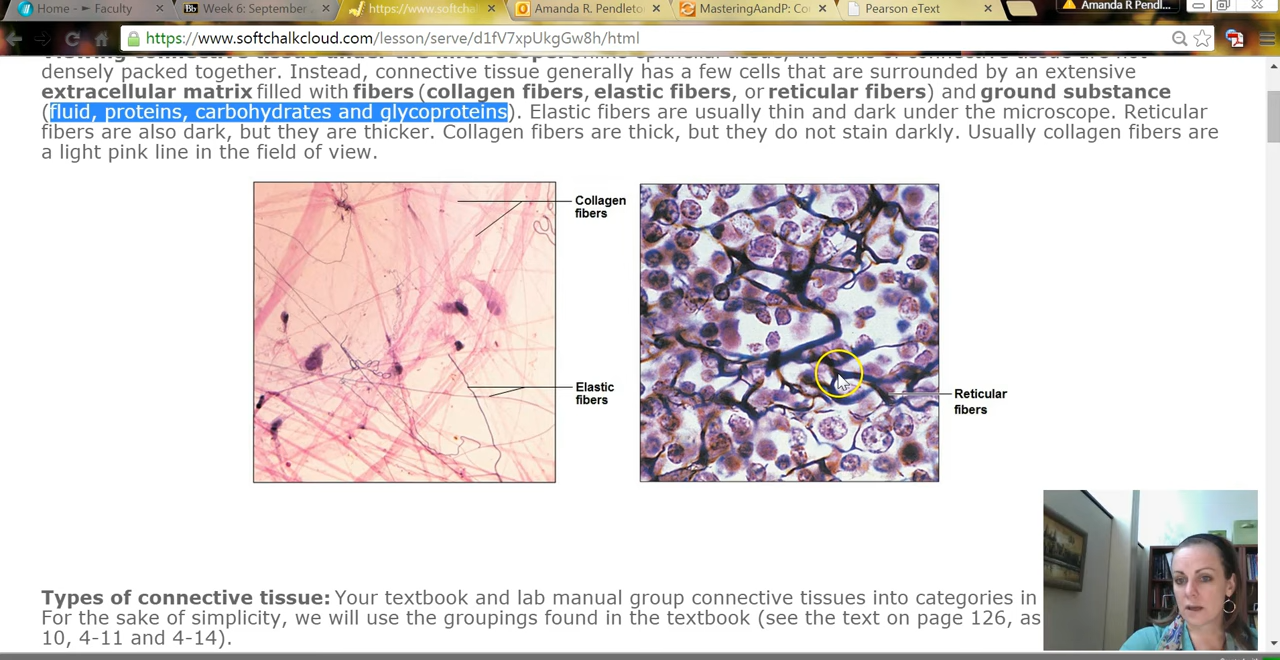 Home – ► Faculty
Week 6: September
https://www.softcha
Amanda R. Pendleto
MasteringAandP: Co
Pearson eText
Amanda R Pendl...
https://www.softchalkcloud.com/lesson/serve/d1fV7xpUkgGw8h/html
densely packed together. Instead, connective tissue generally has a few cells that are surrounded by an extensive
extracellular matrix filled with fibers (collagen fibers, elastic fibers, or reticular fibers) and ground substance
(fluid, proteins, carbohydrates and glycoproteins). Elastic fibers are usually thin and dark under the microscope. Reticular
fibers are also dark, but they are thicker. Collagen fibers are thick, but they do not stain darkly. Usually collagen fibers are
a light pink line in the field of view.
Collagen
fibers
Elastic
fibers
Reticular
fibers
Types of connective tissue: Your textbook and lab manual group connective tissues into categories in
For the sake of simplicity, we will use the groupings found in the textbook (see the text on page 126, as
10, 4-11 and 4-14).